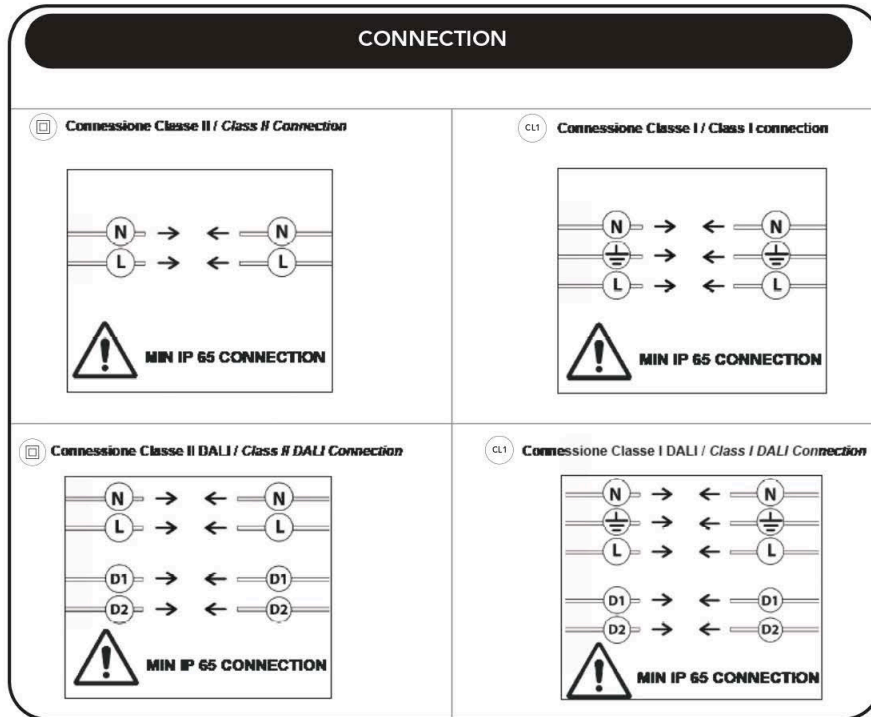 CONNECTION
Connessione Classe II / Class II Connection
N N
L L
MIN IP 65 CONNECTION
CL1 Connessione Classe I / Class I connection
N N
L L
MIN IP 65 CONNECTION
Connessione Classe II DALI / Class II DALI Connection
N N
L L
D1 D1
D2 D2
MIN IP 65 CONNECTION
CL1 Connessione Classe I DALI / Class I DALI Connection
N N
L L
D1 D1
D2 D2
MIN IP 65 CONNECTION